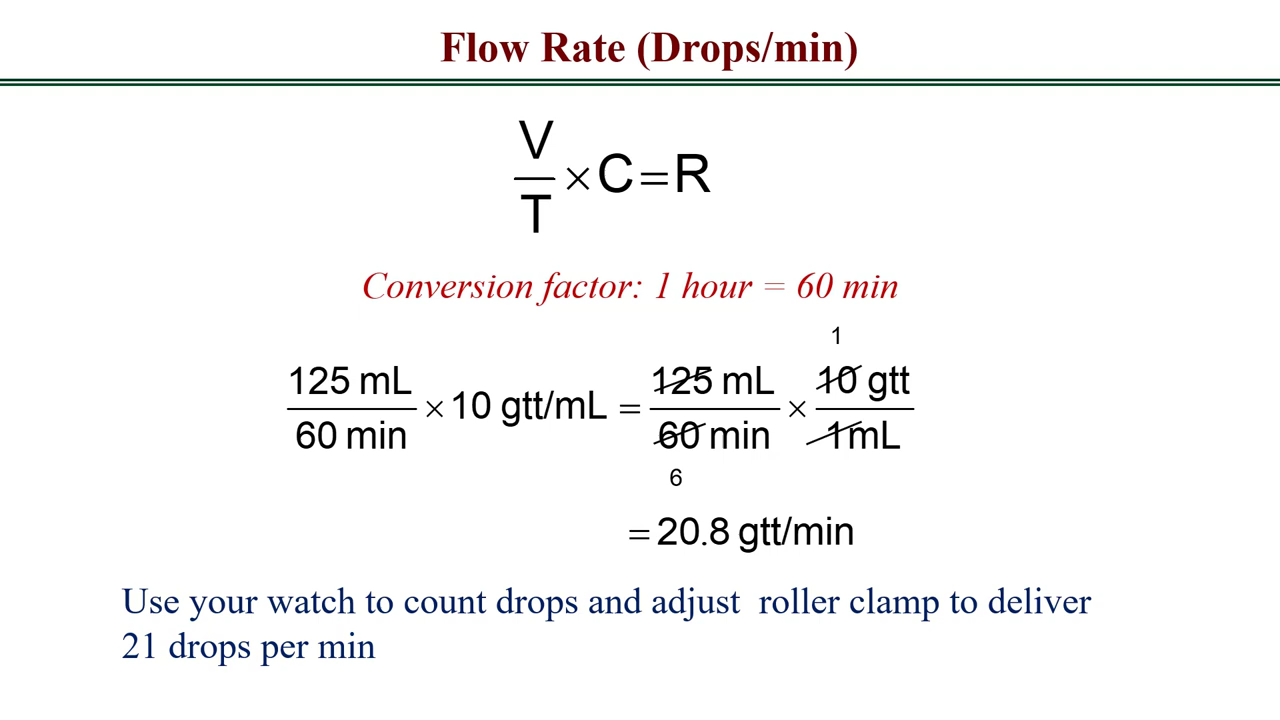 Flow Rate (Drops/min)
V
T
×C=R
Conversion factor: 1 hour = 60 min
1
125 mL
60 min
×10 gtt/mL =
125 mL
60 min
×
10 gtt
1mL
6
=20.8 gtt/min
Use your watch to count drops and adjust  roller clamp to deliver
21 drops per min